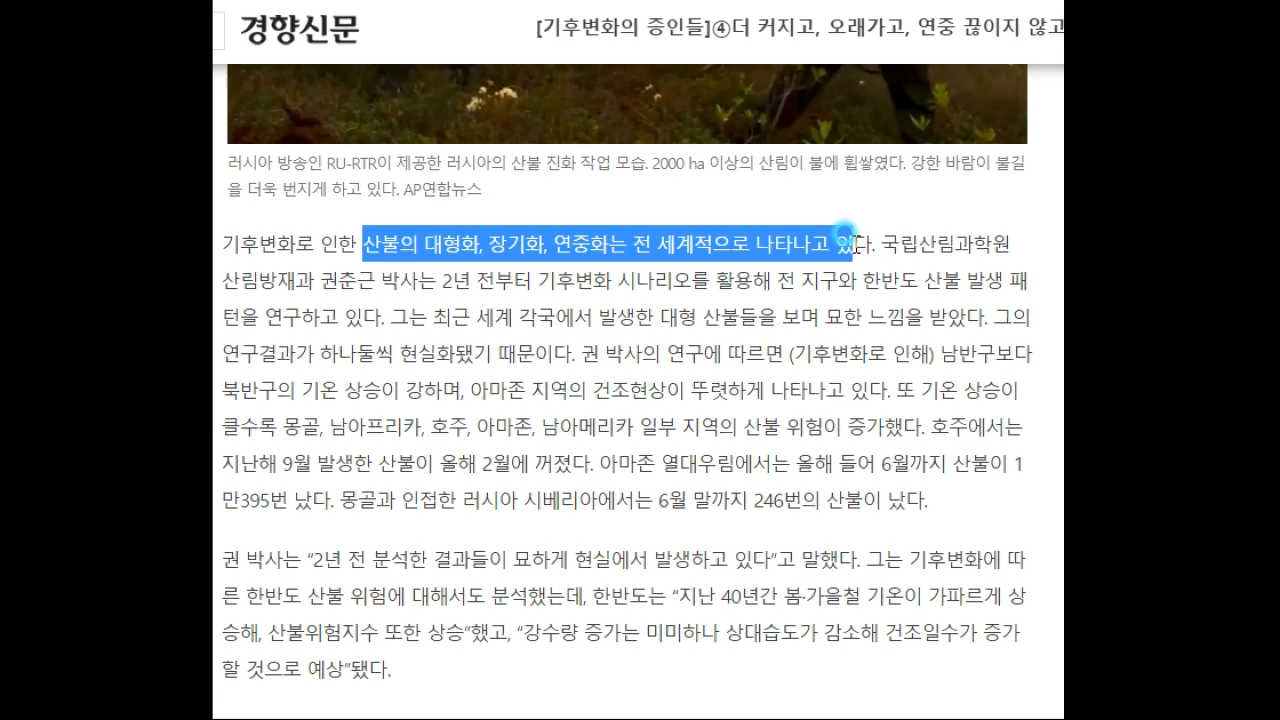 경향신문
[기후변화의 증인들]④더 커지고, 오래가고, 연중 끊이지 않고
러시아 방송인 RU-RTR이 제공한 러시아의 산불 진화 작업 모습. 2000 ha 이상의 산림이 불에 휩쌓였다. 강한 바람이 불길
을 더욱 번지게 하고 있다. AP연합뉴스
기후변화로 인한 산불의 대형화, 장기화, 연중화는 전 세계적으로 나타나고 있다. 국립산림과학원
산림방재과 권춘근 박사는 2년 전부터 기후변화 시나리오를 활용해 전 지구와 한반도 산불 발생 패
턴을 연구하고 있다. 그는 최근 세계 각국에서 발생한 대형 산불들을 보며 묘한 느낌을 받았다. 그의
연구결과가 하나둘씩 현실화됐기 때문이다. 권 박사의 연구에 따르면 (기후변화로 인해) 남반구보다
북반구의 기온 상승이 강하며, 아마존 지역의 건조현상이 뚜렷하게 나타나고 있다. 또 기온 상승이
클수록 몽골, 남아프리카, 호주, 아마존, 남아메리카 일부 지역의 산불 위험이 증가했다. 호주에서는
지난해 9월 발생한 산불이 올해 2월에 꺼졌다. 아마존 열대우림에서는 올해 들어 6월까지 산불이 1
만395번 났다. 몽골과 인접한 러시아 시베리아에서는 6월 말까지 246번의 산불이 났다.
권 박사는 “2년 전 분석한 결과들이 묘하게 현실에서 발생하고 있다”고 말했다. 그는 기후변화에 따
른 한반도 산불 위험에 대해서도 분석했는데, 한반도는 “지난 40년간 봄·가을철 기온이 가파르게 상
승해, 산불위험지수 또한 상승”했고, “강수량 증가는 미미하나 상대습도가 감소해 건조일수가 증가
할 것으로 예상”됐다.